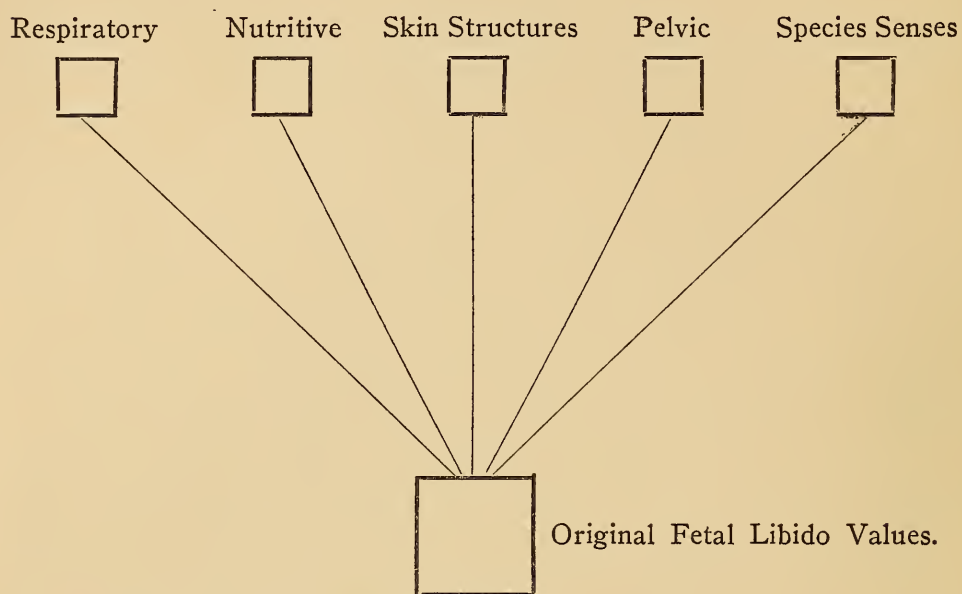 Respiratory Nutritive Skin Structures Pelvic Species Senses
Original Fetal Libido Values.